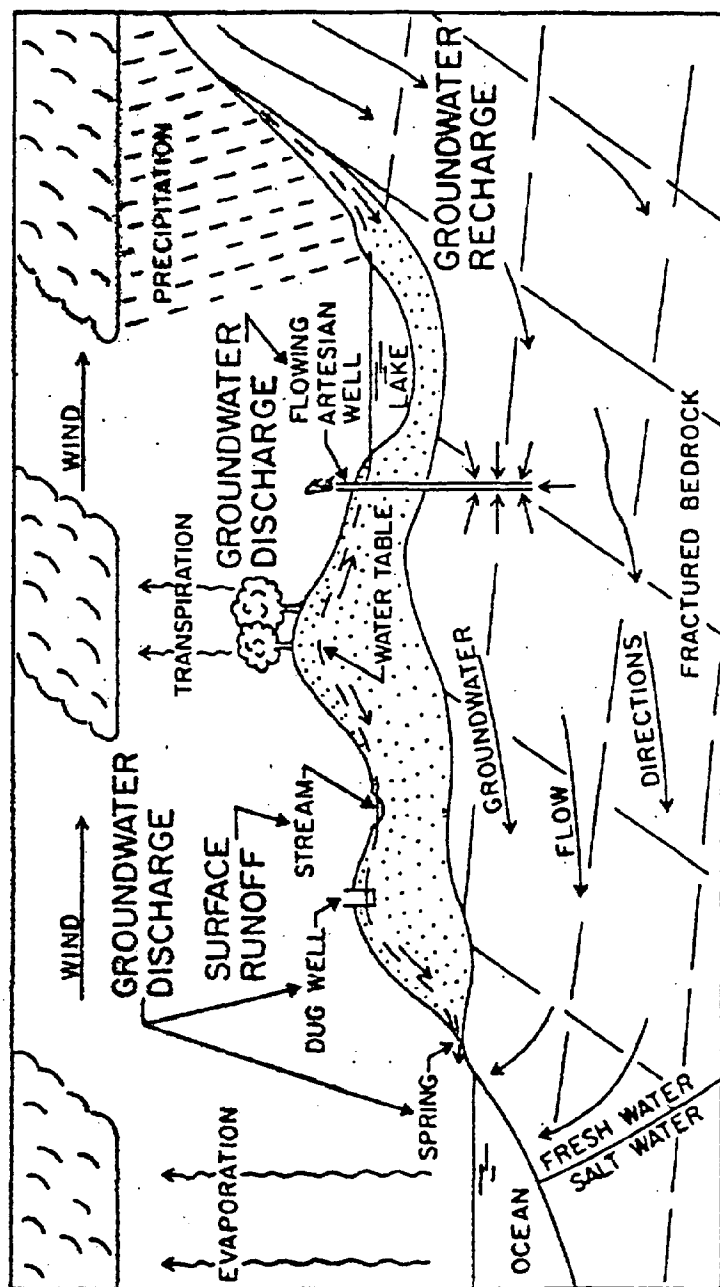 WIND
WIND
EVAPORATION
GROUNDWATER
DISCHARGE
SURFACE
RUNOFF
TRANSPIRATION
GROUNDWATER
DISCHARGE
PRECIPITATION
SPRING
DUG WELL
STREAM
FLOWING
ARTESIAN
WELL
LAKE
WATER TABLE
OCEAN
GROUNDWATER
RECHARGE
GROUNDWATER
FLOW
DIRECTIONS
FRESH WATER
SALT WATER
FRACTURED BEDROCK